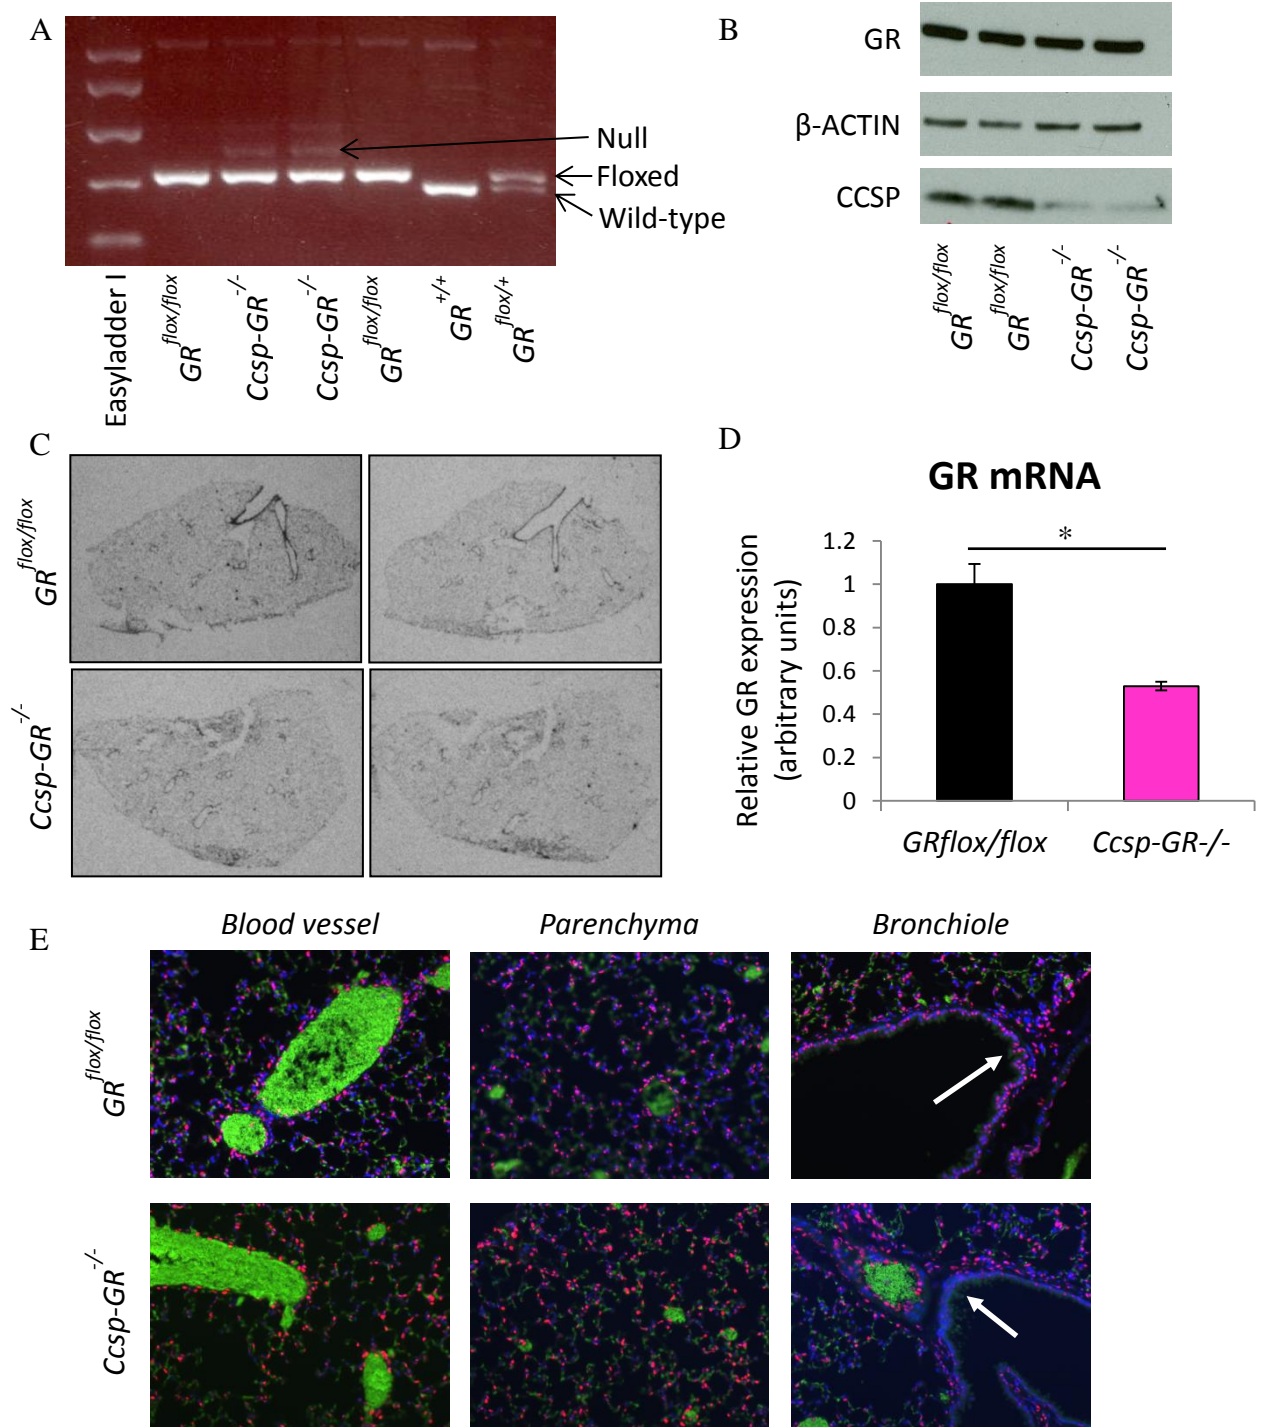 A
Null
Floxed
Wild-type
Easyladder I
GR flox/flox
Ccsp-GR -/-
Ccsp-GR -/-
GR flox/flox
GR +/+
GR flox/+
B
GR
β-ACTIN
CCSP
GR flox/flox
GR flox/flox
Ccsp-GR -/-
Ccsp-GR -/-
C
GR flox/flox
Ccsp-GR -/-
D
GR mRNA
*
Relative GR expression
(arbitrary units)
1.2
1
0.8
0.6
0.4
0.2
0
GRflox/flox
Ccsp-GR-/-
E
Blood vessel
Parenchyma
Bronchiole
GR flox/flox
Ccsp-GR -/-